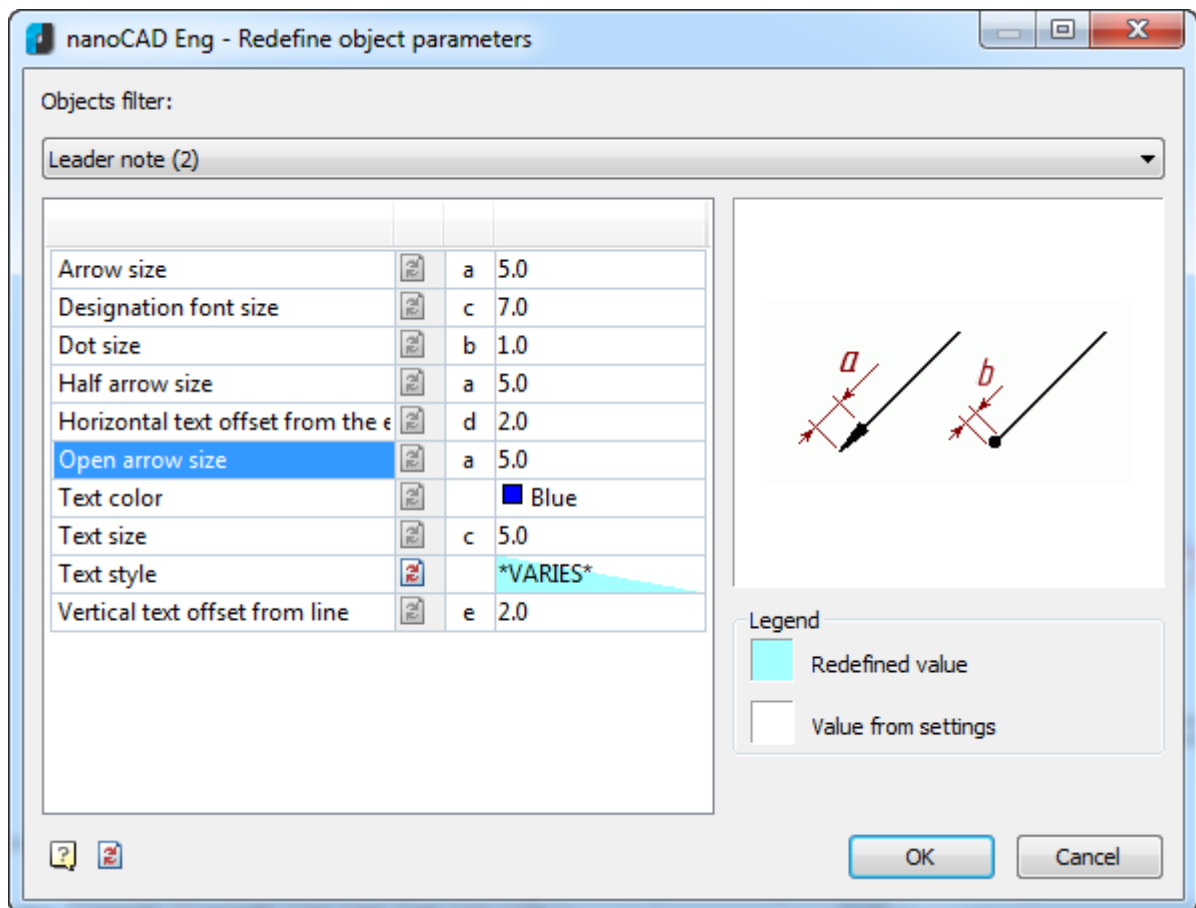 nanoCAD Eng - Redefine object parameters
Objects filter:
Leader note (2)
Arrow size a 5.0
Designation font size c 7.0
Dot size b 1.0
Half arrow size a 5.0
Horizontal text offset from the e d 2.0
Open arrow size a 5.0
Text color Blue
Text size c 5.0
Text style *VARIES*
Vertical text offset from line e 2.0
a b
Legend
Redefined value
Value from settings
OK Cancel